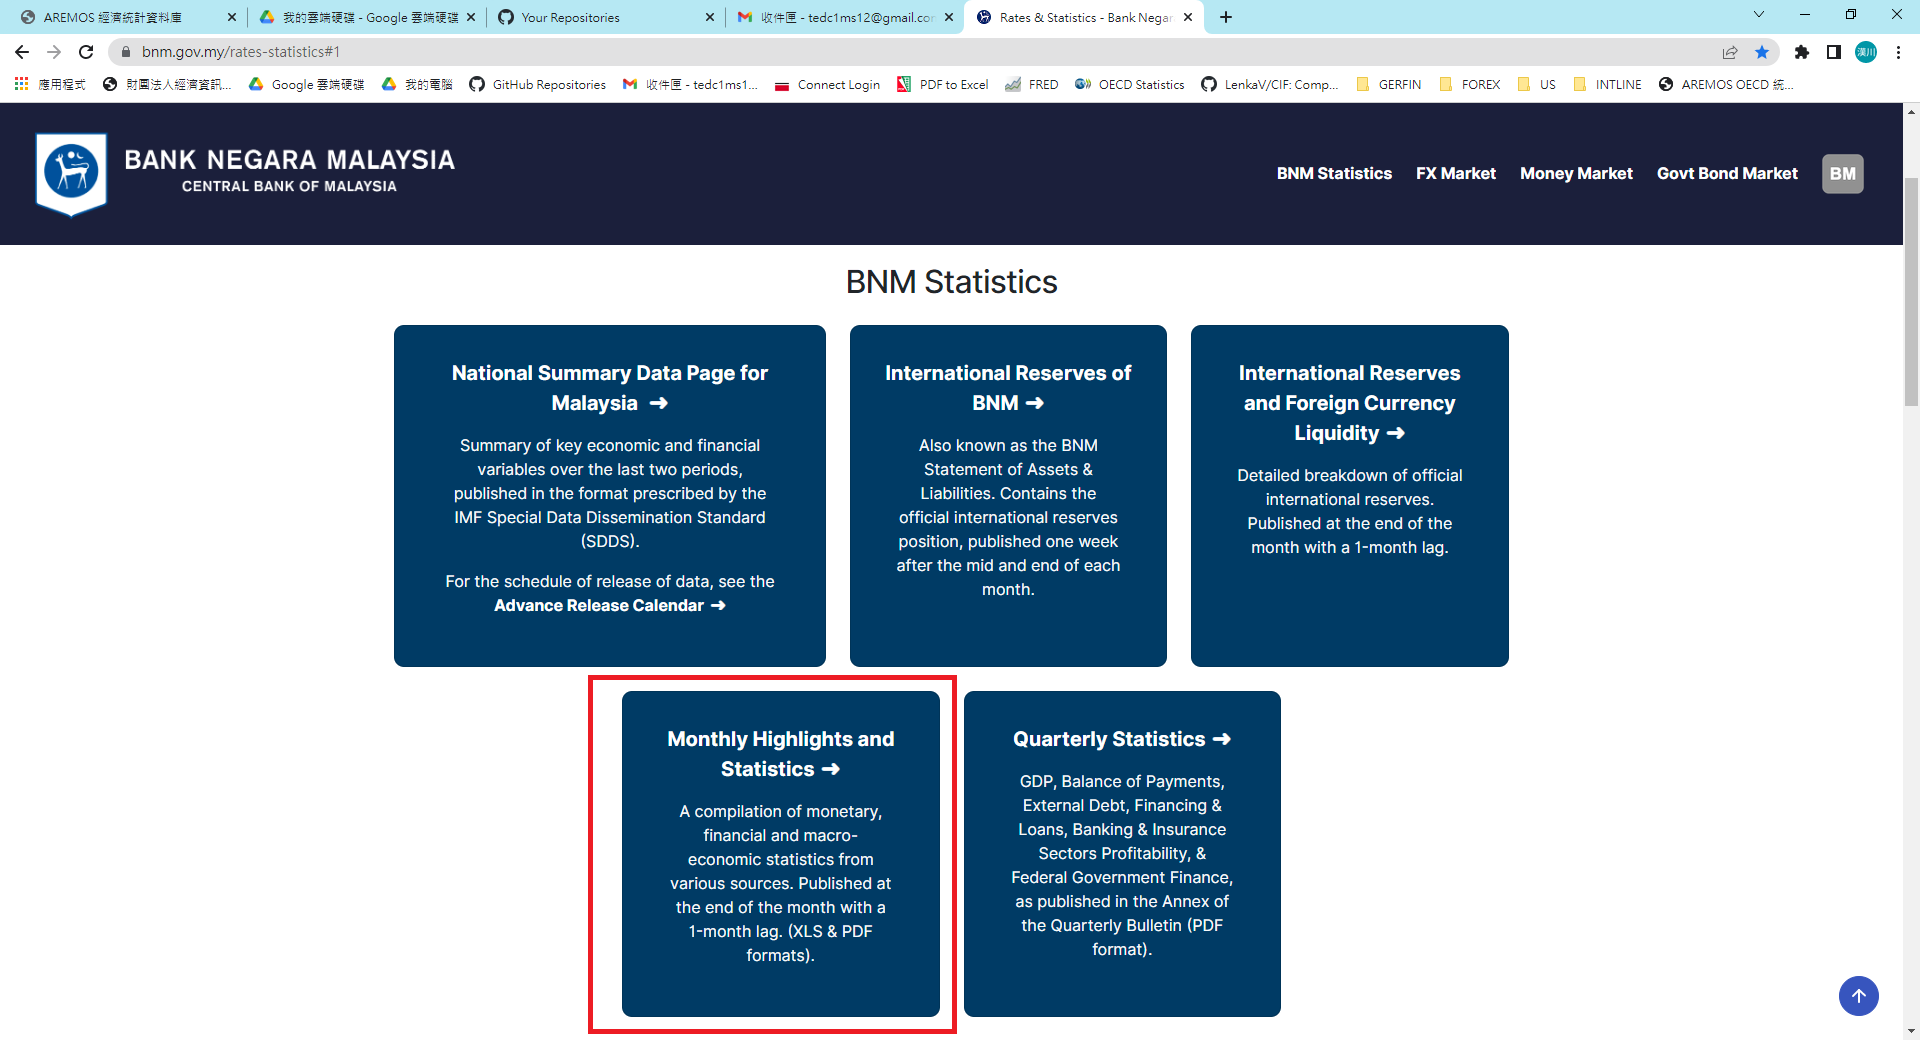 AREMOS 經濟統計資料庫
我的雲端硬碟 - Google 雲端硬碟
Your Repositories
收件匣 - tedc1ms12@gmail.co
Rates & Statistics - Bank Negar
bnm.gov.my/rates-statistics#1
漢川
應用程式
財團法人經濟資訊...
Google 雲端硬碟
我的電腦
GitHub Repositories
收件匣 - tedc1ms1...
Connect Login
PDF to Excel
FRED
OECD Statistics
LenkaV/CIF: Comp...
GERFIN
FOREX
US
INTLINE
AREMOS OECD 統...
BANK NEGARA MALAYSIA
CENTRAL BANK OF MALAYSIA
BNM Statistics
FX Market
Money Market
Govt Bond Market
BM
BNM Statistics
National Summary Data Page for
Malaysia ➜
Summary of key economic and financial
variables over the last two periods,
published in the format prescribed by the
IMF Special Data Dissemination Standard
(SDDS).
For the schedule of release of data, see the
Advance Release Calendar ➜
International Reserves of
BNM ➜
Also known as the BNM
Statement of Assets &
Liabilities. Contains the
official international reserves
position, published one week
after the mid and end of each
month.
International Reserves
and Foreign Currency
Liquidity ➜
Detailed breakdown of official
international reserves.
Published at the end of the
month with a 1-month lag.
Monthly Highlights and
Statistics ➜
A compilation of monetary,
financial and macro-
economic statistics from
various sources. Published at
the end of the month with a
1-month lag. (XLS & PDF
formats).
Quarterly Statistics ➜
GDP, Balance of Payments,
External Debt, Financing &
Loans, Banking & Insurance
Sectors Profitability, &
Federal Government Finance,
as published in the Annex of
the Quarterly Bulletin (PDF
format).